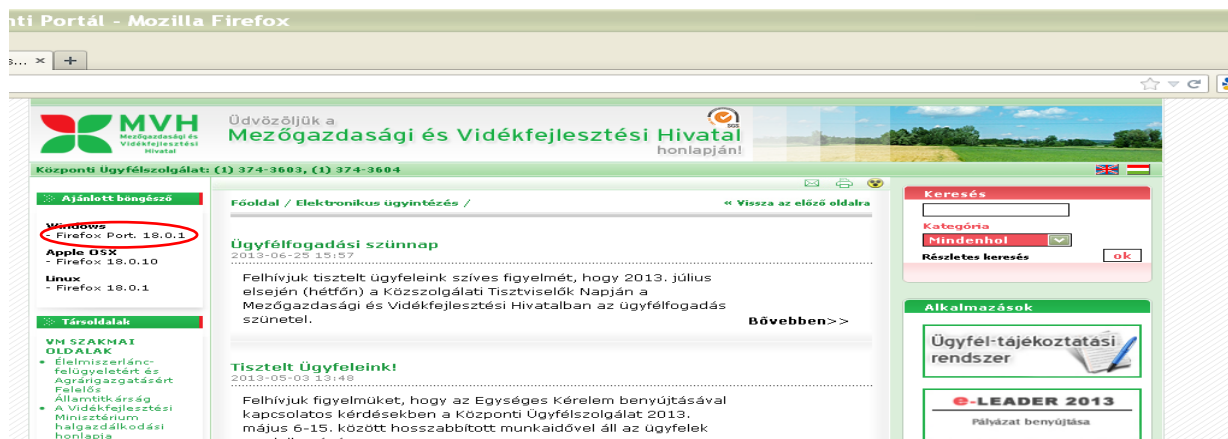 nti Portál - Mozilla Firefox
s... × +
MVH
Mezőgazdasági és
Vidékfejlesztési
Hivatal
Üdvözöljük a
Mezőgazdasági és Vidékfejlesztési Hivatal
honlapján!
SGS
Központi Ügyfélszolgálat: (1) 374-3603, (1) 374-3604
Ajánlott böngésző
Windows
- Firefox Port. 18.0.1
Apple OSX
- Firefox 18.0.10
Linux
- Firefox 18.0.1
Társoldalak
VM SZAKMAI
OLDALAK
• Élelmiszerlánc-
felügyeletért és
Agrárigazgatásért
Felelős
Államtitkárság
• A Vidékfejlesztési
Minisztérium
halgazdálkodási
honlapja
Főoldal / Elektronikus ügyintézés /
« Vissza az előző oldalra
Ügyfélfogadási szünnap
2013-06-25 15:57
Felhívjuk tisztelt ügyfeleink szíves figyelmét, hogy 2013. július
elsején (hétfőn) a Közszolgálati Tisztviselők Napján a
Mezőgazdasági és Vidékfejlesztési Hivatalban az ügyfélfogadás
szünetel.
Bővebben>>
Tisztelt Ügyfeleink!
2013-05-03 13:48
Felhívjuk figyelmüket, hogy az Egységes Kérelem benyújtásával
kapcsolatos kérdésekben a Központi Ügyfélszolgálat 2013.
május 6-15. között hosszabbított munkaidővel áll az ügyfelek
Keresés
Kategória
Mindenhol
Részletes keresés
ok
Alkalmazások
Ügyfél-tájékoztatási
rendszer
e-LEADER 2013
Pályázat benyújtása